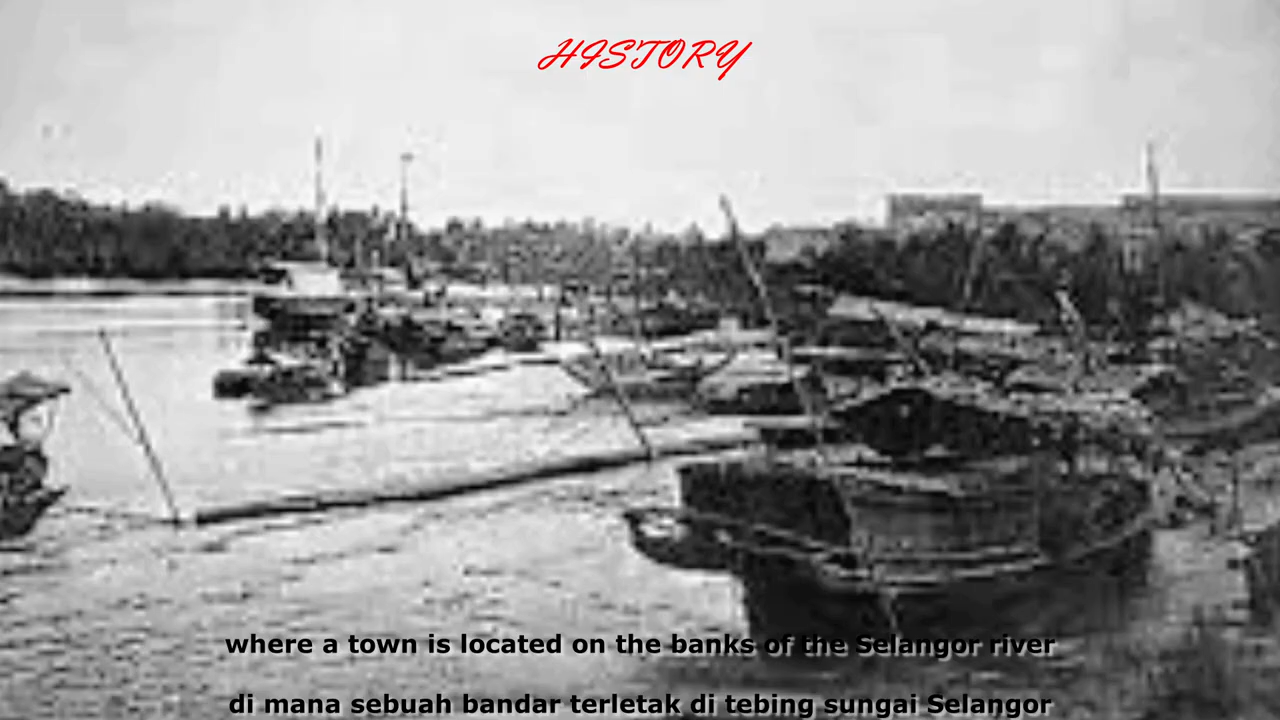 HISTORY
where a town is located on the banks of the Selangor river
di mana sebuah bandar terletak di tebing sungai Selangor